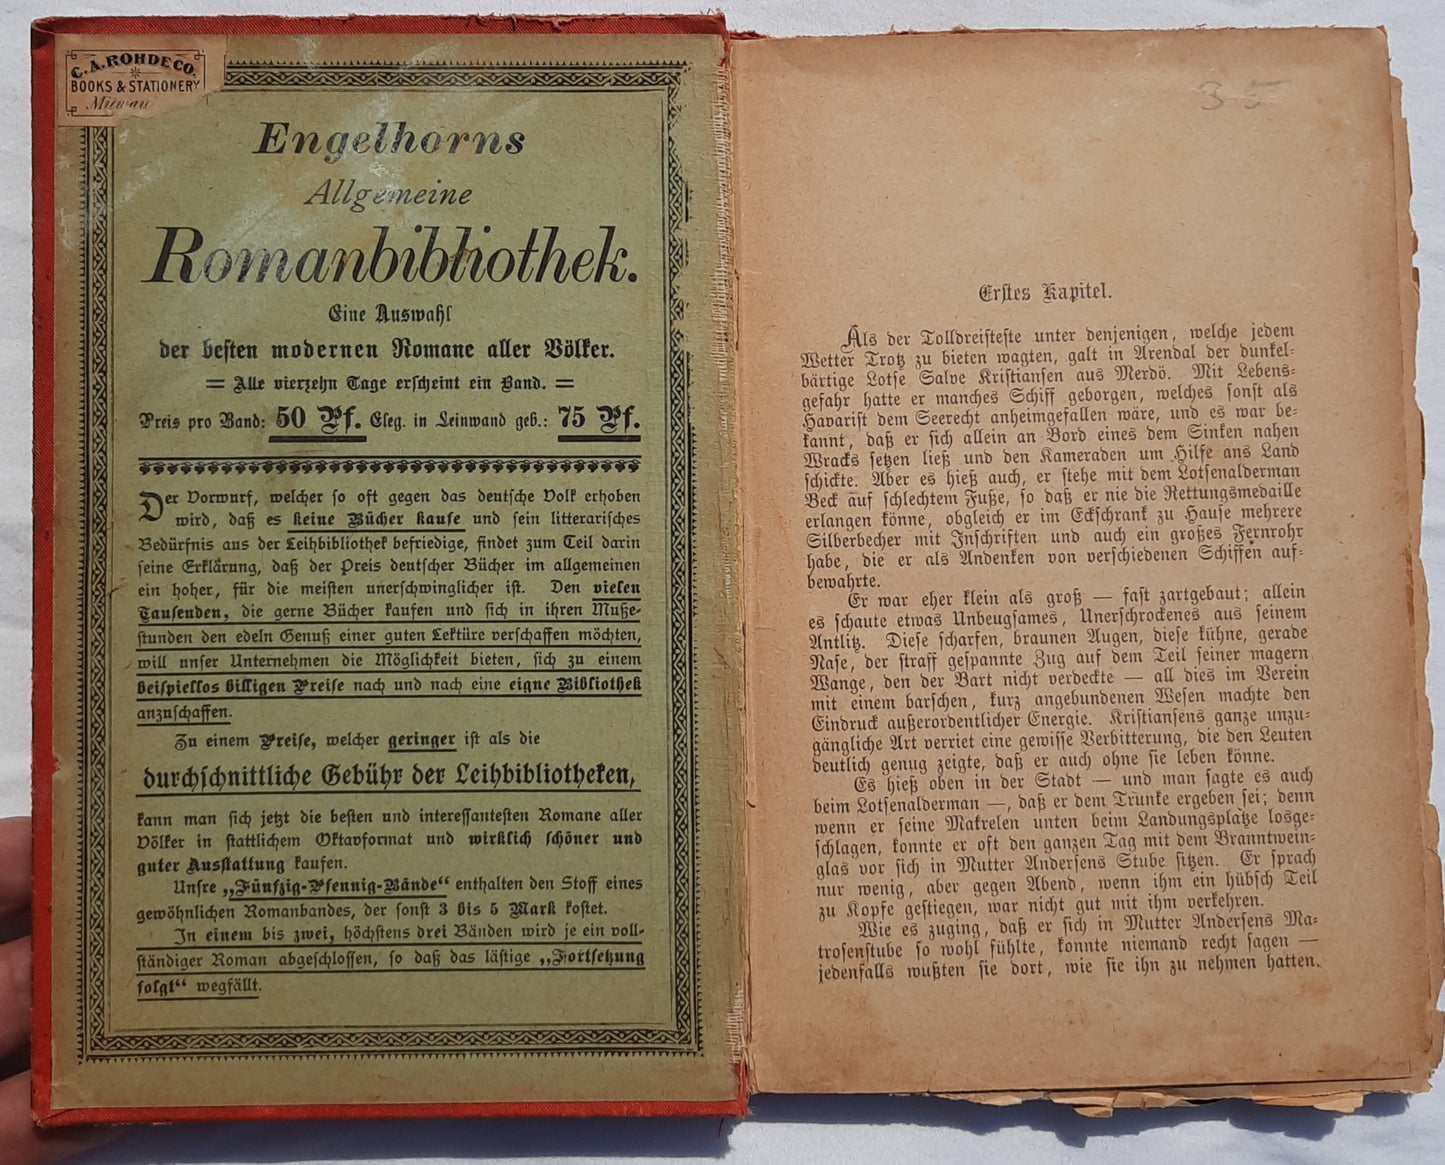 C. A. ROHDE CO.
BOOKS & STATIONERY
Engelhorns
Allgemeine
Romanbibliothek.
Eine Auswahl
der besten modernen Romane aller Völker.
= Alle vierzehn Tage erscheint ein Band. =
Preis pro Band: 50 Pf. Eleg. in Leinwand geb.: 75 Pf.
Der Vorwurf, welcher so oft gegen das deutsche Volk erhoben
wird, daß es keine Bücher kaufe und sein litterarisches
Bedürfnis aus der Leihbibliothek befriedige, findet zum Teil darin
seine Erklärung, daß der Preis deutscher Bücher im allgemeinen
ein hoher, für die meisten unerschwinglicher ist. Den vielen
Tausenden, die gerne Bücher kaufen und sich in ihren Muße-
stunden den edeln Genuß einer guten Lektüre verschaffen möchten,
will unser Unternehmen die Möglichkeit bieten, sich zu einem
beispiellos billigen Preise nach und nach eine eigne Bibliothek
anzuschaffen.
Zu einem Preise, welcher geringer ist als die
durchschnittliche Gebühr der Leihbibliotheken,
kann man sich jetzt die besten und interessantesten Romane aller
Völker in stattlichem Oktavformat und wirklich schöner und
guter Ausstattung kaufen.
Unsre „Fünfzig-Pfennig-Bände“ enthalten den Stoff eines
gewöhnlichen Romanbandes, der sonst 3 bis 5 Mark kostet.
In einem bis zwei, höchstens drei Bänden wird je ein voll-
ständiger Roman abgeschlossen, so daß das lästige „Fortsetzung
folgt“ wegfällt.
35
Erstes Kapitel.
Als der Tolldreisteste unter denjenigen, welche jedem
Wetter Trotz zu bieten wagten, galt in Arendal der dunkel-
bärtige Lotse Salve Kristiansen aus Merdö. Mit Lebens-
gefahr hatte er manches Schiff geborgen, welches sonst als
Havarist dem Seerecht anheimgefallen wäre, und es war be-
kannt, daß er sich allein an Bord eines dem Sinken nahen
Wracks setzen ließ und den Kameraden um Hilfe ans Land
schickte. Aber es hieß auch, er stehe mit dem Lotsenalderman
Beck auf schlechtem Fuße, so daß er nie die Rettungsmedaille
erlangen könne, obgleich er im Eckschrank zu Hause mehrere
Silberbecher mit Inschriften und auch ein großes Fernrohr
habe, die er als Andenken von verschiedenen Schiffen auf-
bewahrte.
Er war eher klein als groß — fast zartgebaut; allein
es schaute etwas Unbeugsames, Unerschrockenes aus seinem
Antlitz. Diese scharfen, braunen Augen, diese kühne, gerade
Nase, der straff gespannte Zug auf dem Teil seiner magern
Wange, den der Bart nicht verdeckte — all dies im Verein
mit einem barschen, kurz angebundenen Wesen machte den
Eindruck außerordentlicher Energie. Kristiansens ganze unzu-
gängliche Art verriet eine gewisse Verbitterung, die den Leuten
deutlich genug zeigte, daß er auch ohne sie leben könne.
Es hieß oben in der Stadt — und man sagte es auch
beim Lotsenalderman —, daß er dem Trunke ergeben sei; denn
wenn er seine Makrelen unten beim Landungsplatze losge-
schlagen, konnte er oft den ganzen Tag mit dem Branntwein-
glas vor sich in Mutter Andersens Stube sitzen. Er sprach
nur wenig, aber gegen Abend, wenn ihm ein hübsch Teil
zu Kopfe gestiegen, war nicht gut mit ihm verkehren.
Wie es zuging, daß er sich in Mutter Andersens Ma-
trosenstube so wohl fühlte, konnte niemand recht sagen —
jedenfalls wußten sie dort, wie sie ihn zu nehmen hatten.